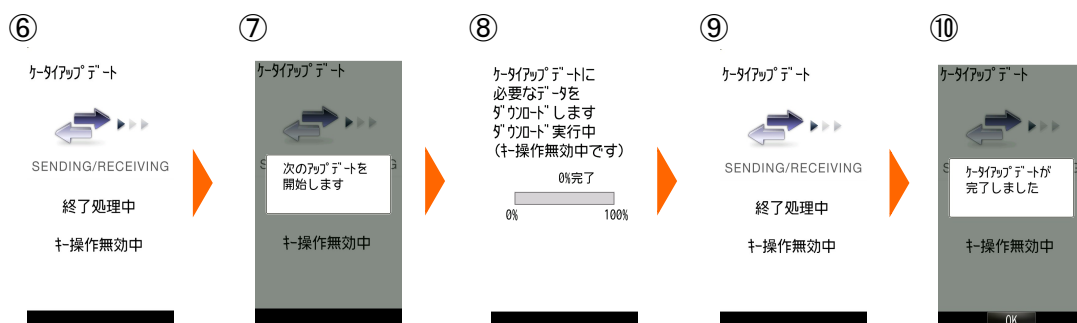 ⑥
ｹｰﾀｲｱｯﾌﾟﾃﾞｰﾄ
SENDING/RECEIVING
終了処理中
ｷｰ操作無効中
⑦
ｹｰﾀｲｱｯﾌﾟﾃﾞｰﾄ
次のｱｯﾌﾟﾃﾞｰﾄを
開始します
ｷｰ操作無効中
⑧
ｹｰﾀｲｱｯﾌﾟﾃﾞｰﾄに
必要なﾃﾞｰﾀを
ﾀﾞｳﾝﾛｰﾄﾞします
ﾀﾞｳﾝﾛｰﾄﾞ実行中
(ｷｰ操作無効中です)
0%完了
0% 100%
⑨
ｹｰﾀｲｱｯﾌﾟﾃﾞｰﾄ
SENDING/RECEIVING
終了処理中
ｷｰ操作無効中
⑩
ｹｰﾀｲｱｯﾌﾟﾃﾞｰﾄ
ｹｰﾀｲｱｯﾌﾟﾃﾞｰﾄが
完了しました
ｷｰ操作無効中
OK